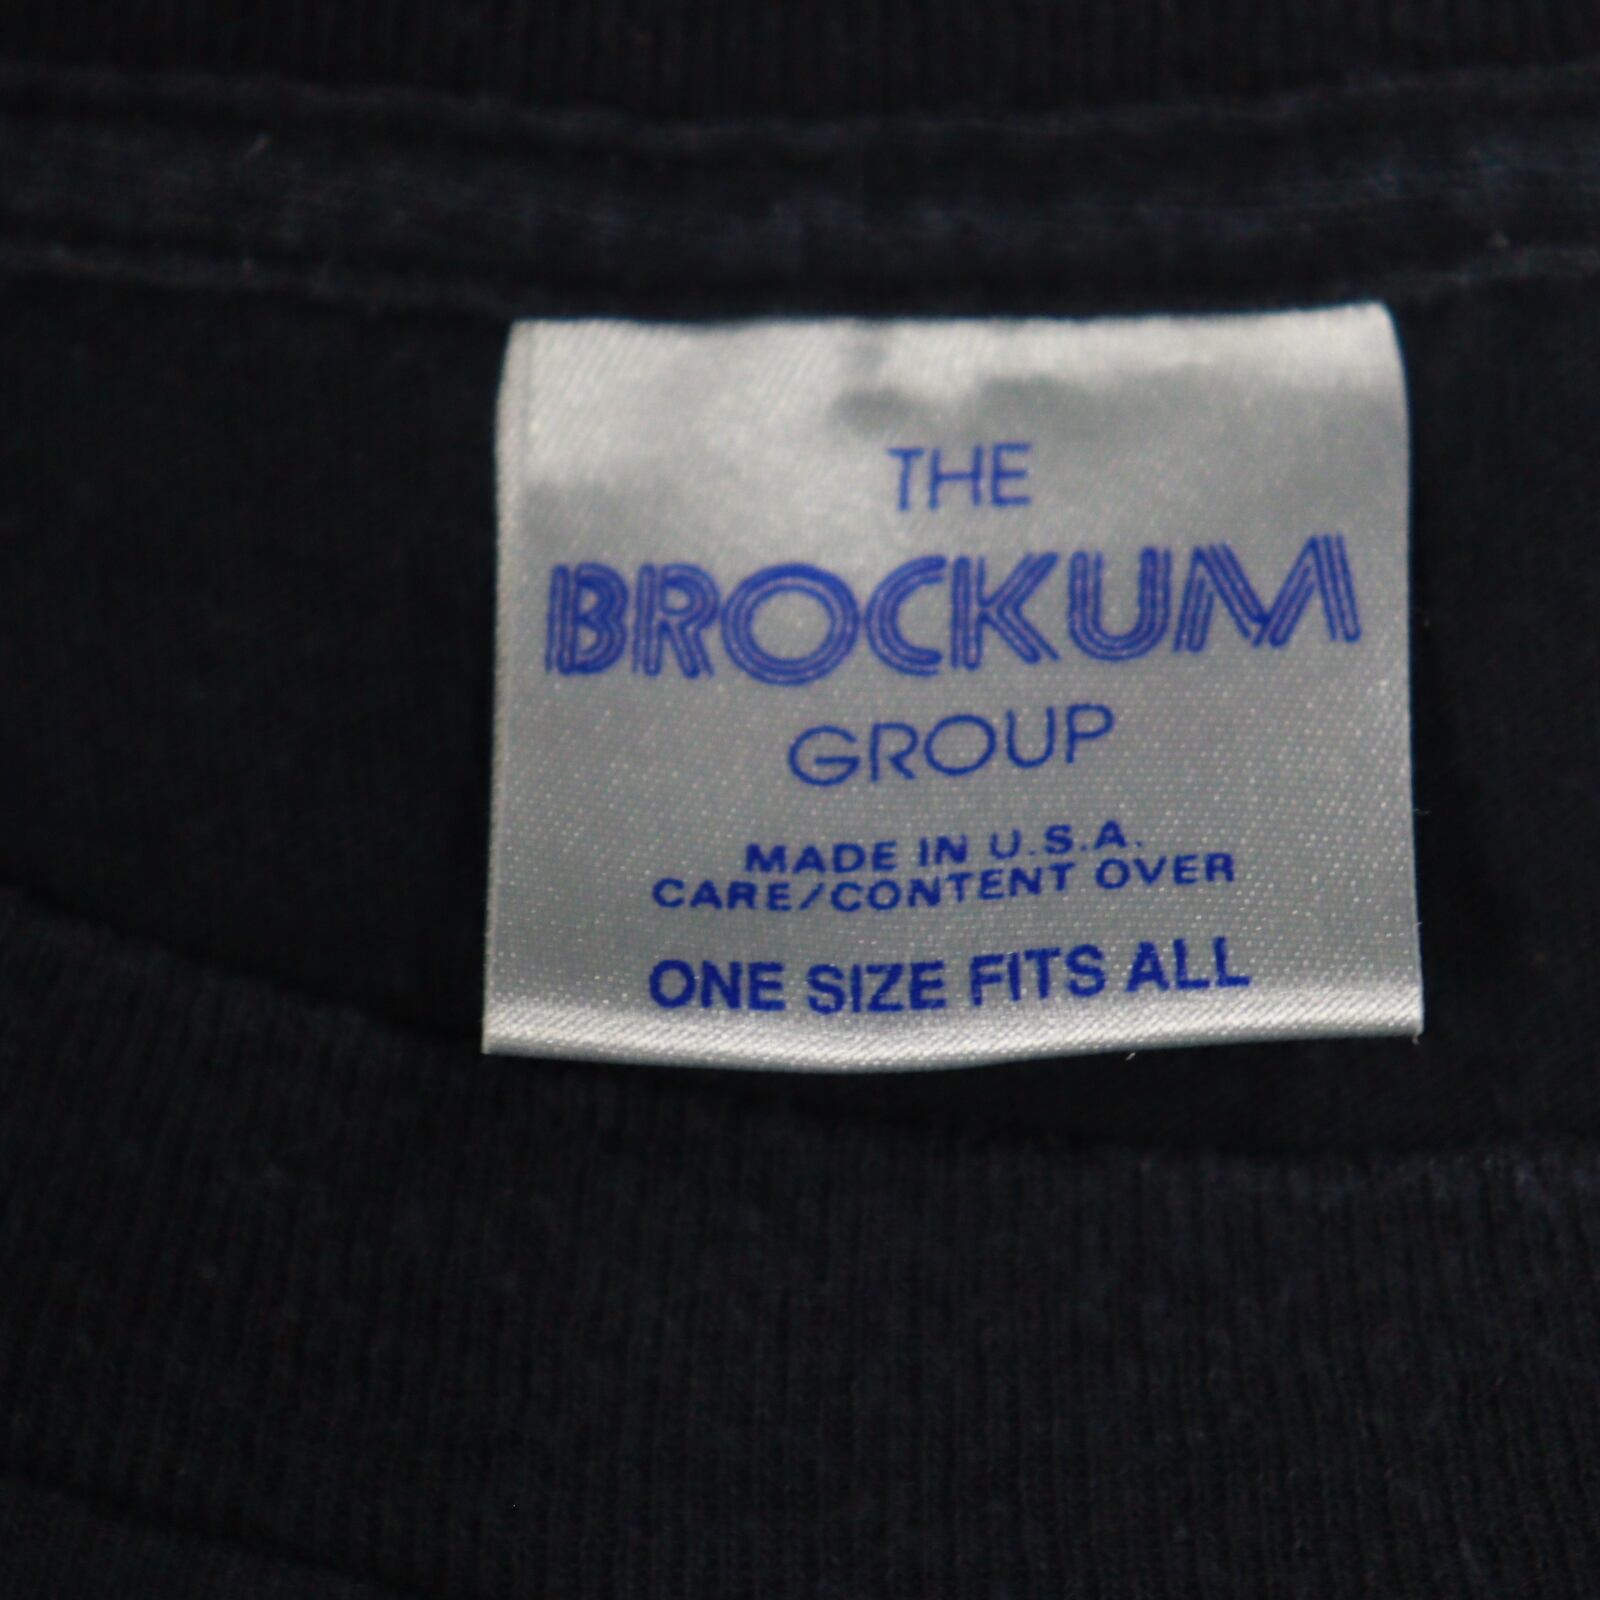 THE
BROCKUM
GROUP
MADE IN U.S.A.
CARE/CONTENT OVER
ONE SIZE FITS ALL